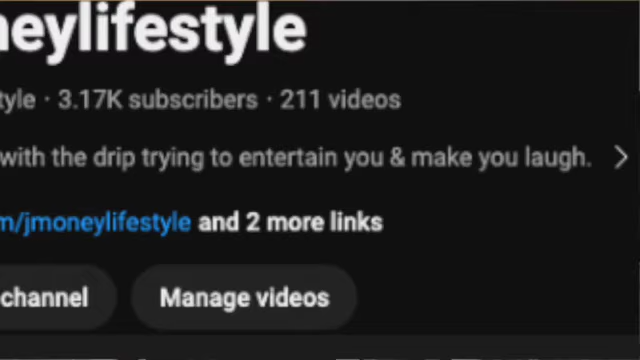 neylifestyle
tyle · 3.17K subscribers · 211 videos
with the drip trying to entertain you & make you laugh.
m/jmoneylifestyle and 2 more links
channel
Manage videos